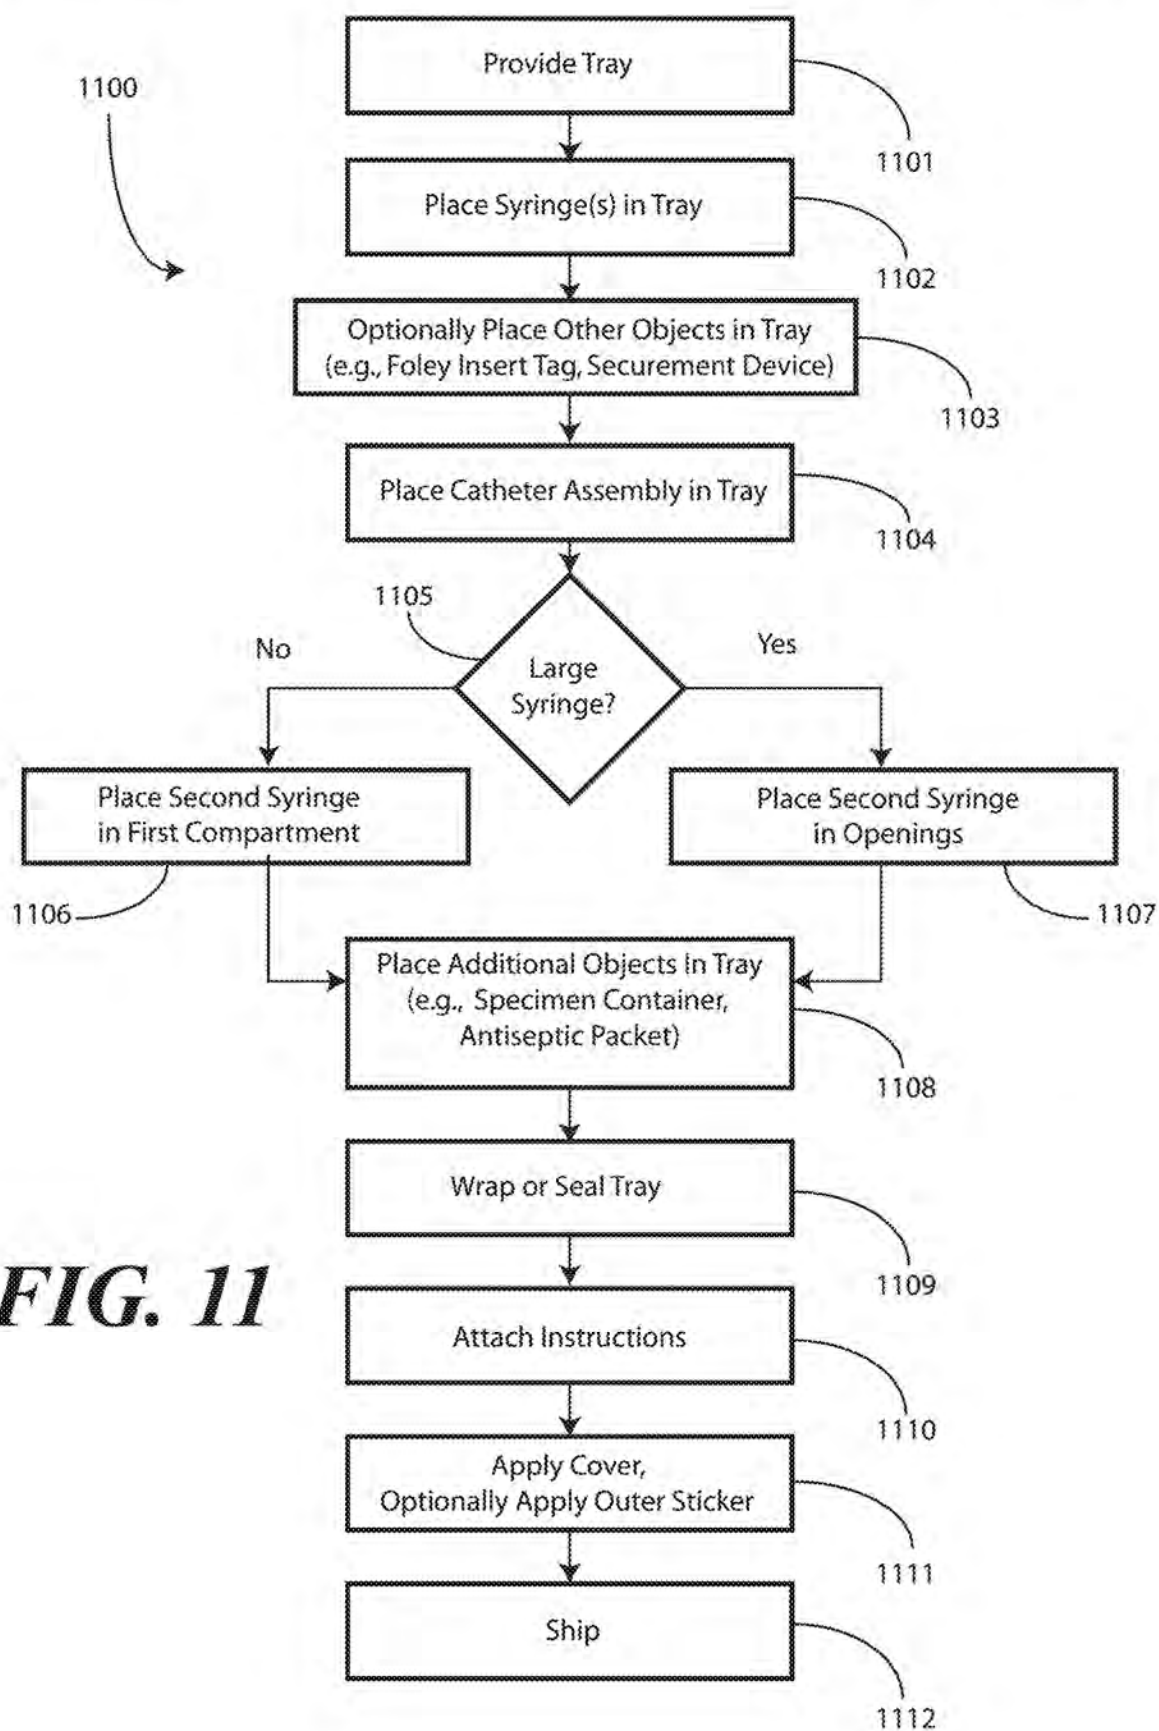 Provide Tray
1100
1101
Place Syringe(s) in Tray
1102
Optionally Place Other Objects in Tray
(e.g., Foley Insert Tag, Securement Device)
1103
Place Catheter Assembly in Tray
1104
1105
No
Yes
Large
Syringe?
Place Second Syringe
in First Compartment
Place Second Syringe
in Openings
1106
1107
Place Additional Objects in Tray
(e.g., Specimen Container,
Antiseptic Packet)
1108
Wrap or Seal Tray
1109
FIG. 11
Attach Instructions
1110
Apply Cover,
Optionally Apply Outer Sticker
1111
Ship
1112